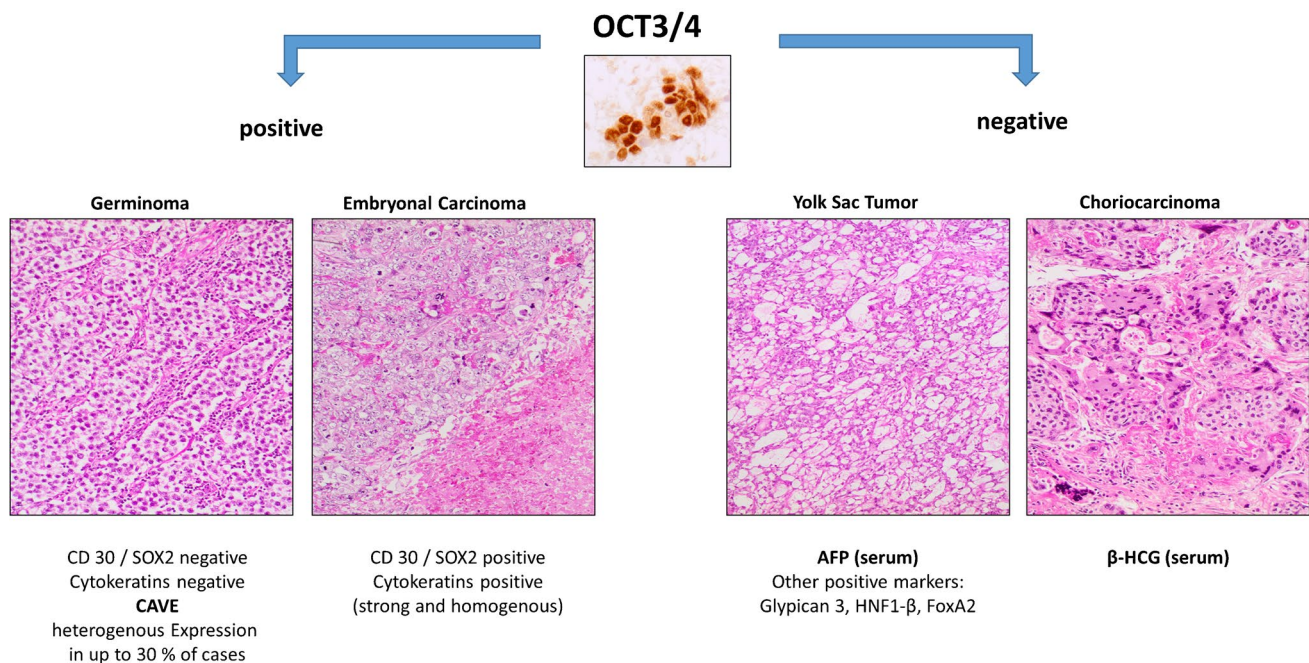 OCT3/4
positive
negative
Germinoma
Embryonal Carcinoma
Yolk Sac Tumor
Choriocarcinoma
CD 30 / SOX2 negative
Cytokeratins negative
CAVE
heterogenous Expression
in up to 30 % of cases
CD 30 / SOX2 positive
Cytokeratins positive
(strong and homogenous)
AFP (serum)
Other positive markers:
Glypican 3, HNF1-β, FoxA2
β-HCG (serum)